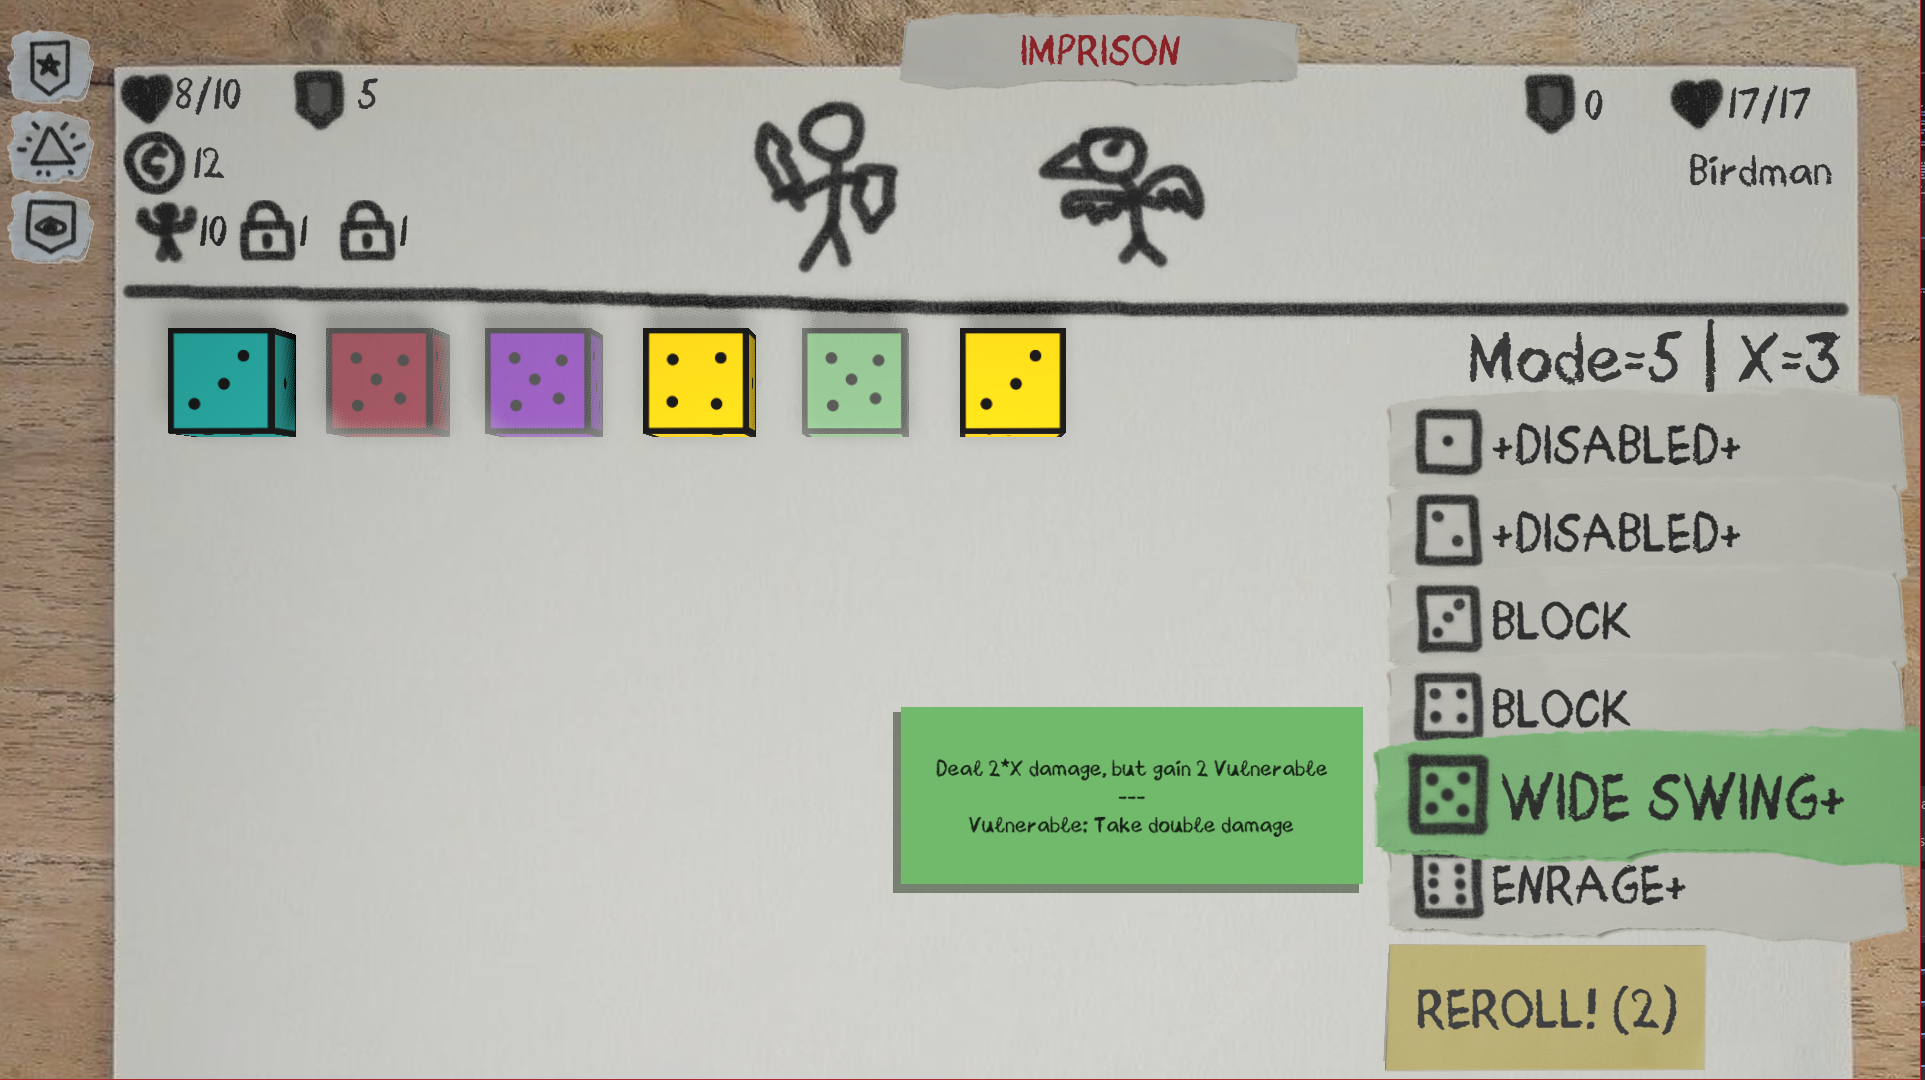 IMPRISON
8/10 5
12
10 1 1
0 17/17
Birdman
Mode=5 | X=3
+DISABLED+
+DISABLED+
BLOCK
BLOCK
WIDE SWING+
ENRAGE+
Deal 2*X damage, but gain 2 Vulnerable
---
Vulnerable: Take double damage
REROLL! (2)